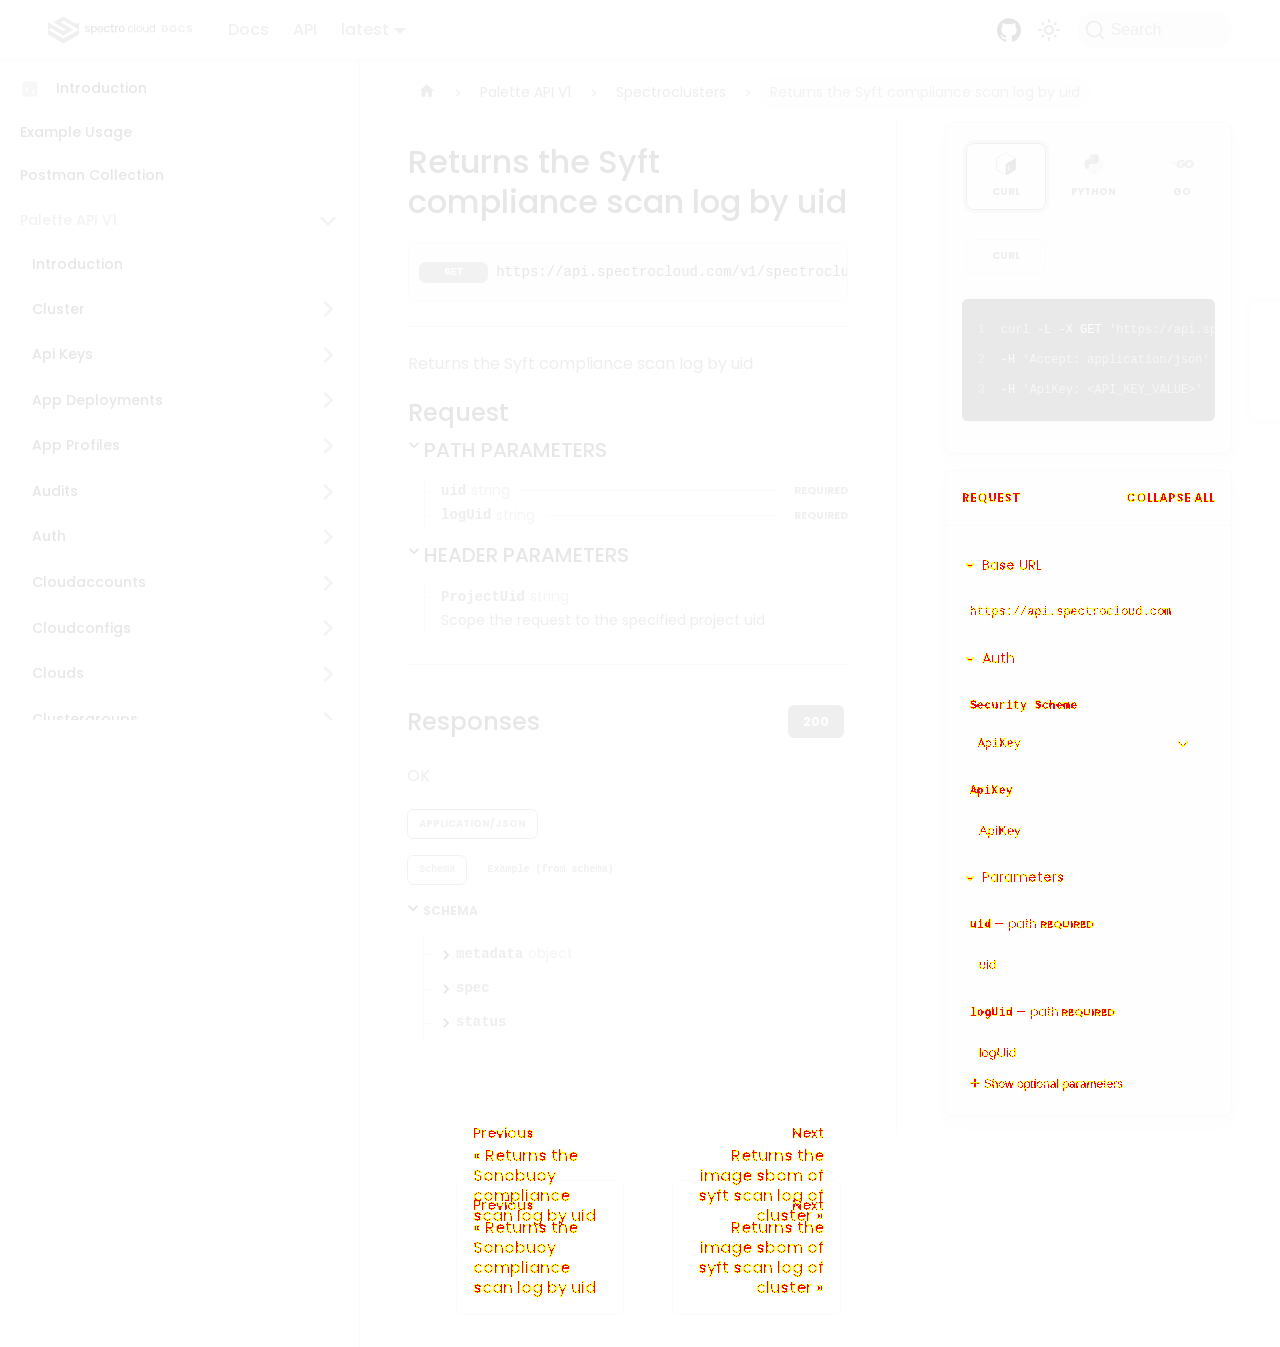 spectro cloud DOCS
Docs API latest
Search
Introduction
Example Usage
Postman Collection
Palette API V1
Introduction
Cluster
Api Keys
App Deployments
App Profiles
Audits
Auth
Cloudaccounts
Cloudconfigs
Clouds
Clustergroups
Palette API V1 Spectroclusters Returns the Syft compliance scan log by uid
Returns the Syft
compliance scan log by uid
GET https://api.spectrocloud.com/v1/spectroclu
Returns the Syft compliance scan log by uid
Request
PATH PARAMETERS
uid string REQUIRED
logUid string REQUIRED
HEADER PARAMETERS
ProjectUid string
Scope the request to the specified project uid
Responses 200
OK
APPLICATION/JSON
Schema Example (from schema)
SCHEMA
metadata object
spec
status
CURL PYTHON GO
CURL
1 curl -L -X GET 'https://api.sp
2 -H 'Accept: application/json'
3 -H 'ApiKey: <API_KEY_VALUE>'
REQUEST COLLAPSE ALL
Base URL
https://api.spectrocloud.com
Auth
Security Scheme
ApiKey
ApiKey
ApiKey
Parameters
uid — path REQUIRED
uid
logUid — path REQUIRED
logUid
+ Show optional parameters
Previous
« Returns the
Sonobuoy
compliance
scan log by uid
Next
Returns the
image sbom of
syft scan log of
cluster »
Previous
« Returns the
Sonobuoy
compliance
scan log by uid
Next
Returns the
image sbom of
syft scan log of
cluster »